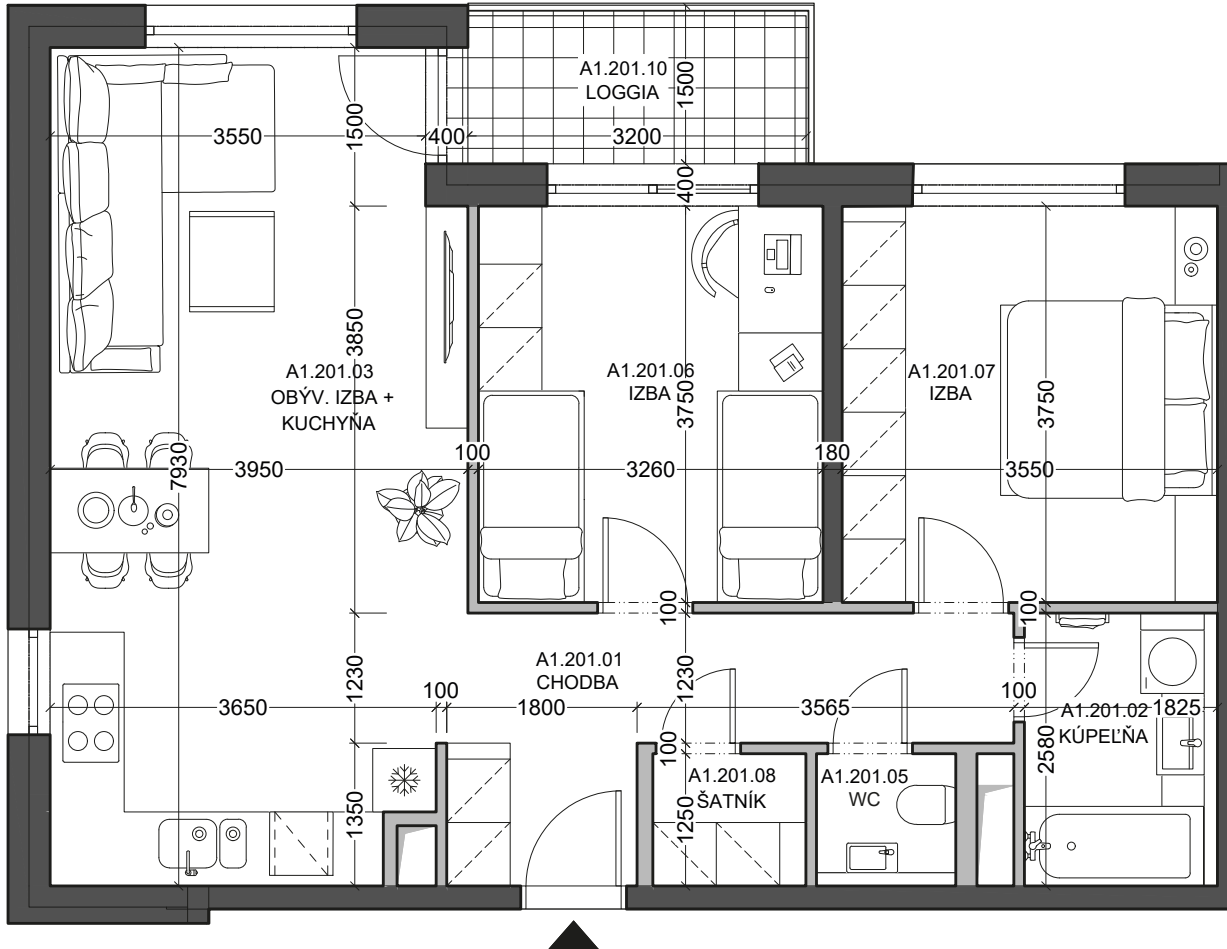 A1.201.10
LOGGIA
1500
3550
1500
400
3200
400
A1.201.03
OBÝV. IZBA +
KUCHYŇA
3850
A1.201.06
IZBA
3750
A1.201.07
IZBA
3750
7930
3950
100
3260
180
3550
100
100
A1.201.01
CHODBA
1230
1230
3650
100
1800
3565
100
A1.201.02
KÚPEĽŇA
1825
2580
100
A1.201.08
ŠATNÍK
A1.201.05
WC
1350
1250